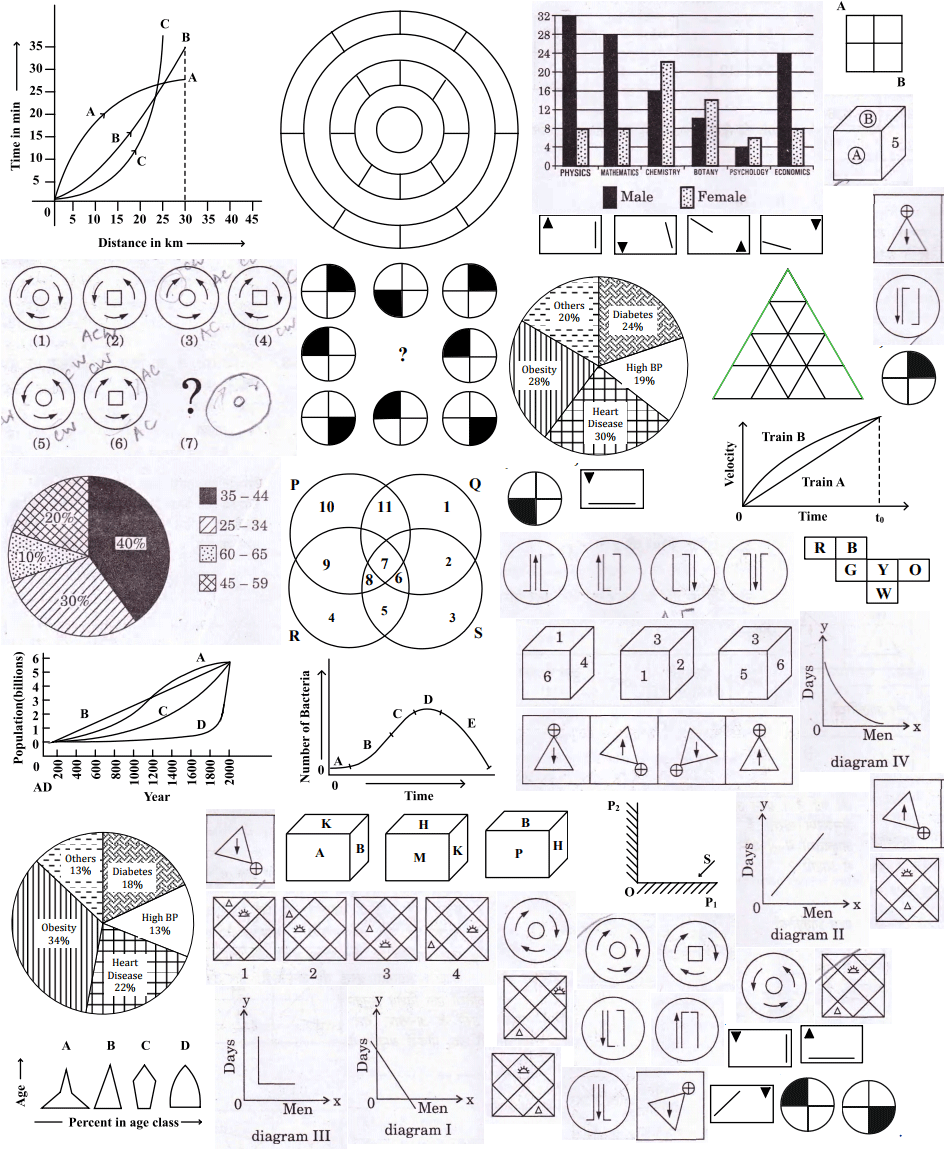 C
B
A
35
30
25
20
15
10
5
0
5 10 15 20 25 30 35 40 45
A
B
C
Time in min
Distance in km
32
28
24
20
16
12
8
4
0
PHYSICS MATHEMATICS CHEMISTRY BOTANY PSYCHOLOGY ECONOMICS
Male Female
A
B
B
A
5
(1) (2) (3) (4)
(5) (6) ? (7)
CW
AC
CW
C
ACW
AC
CW
CW
AC
CW
AC
?
Others
20%
Diabetes
24%
High BP
19%
Obesity
28%
Heart
Disease
30%
Velocity
Train B
Train A
0 Time t0
20%
40%
10%
30%
35 – 44
25 – 34
60 – 65
45 – 59
P Q
10 11 1
9 7 2
8 6
4 5 3
R S
R B
G Y O
W
Population(billions)
6
5
4
3
2
1
0
A
B
C
D
AD
200 400 600 800 1000 1200 1400 1600 1800 2000
Year
Number of Bacteria
A
B
C
D
E
0
0
Time
1
6 4
3
1 2
3
5 6
y
Days
0 Men x
diagram IV
Others
13%
Diabetes
18%
High BP
13%
Obesity
34%
Heart
Disease
22%
K
A B
H
M K
B
P H
P2
S
O
P1
y
Days
0 Men x
diagram II
1 2 3 4
y
Days
0 Men x
diagram III
y
Days
0 Men x
diagram I
A B C D
Age
Percent in age class